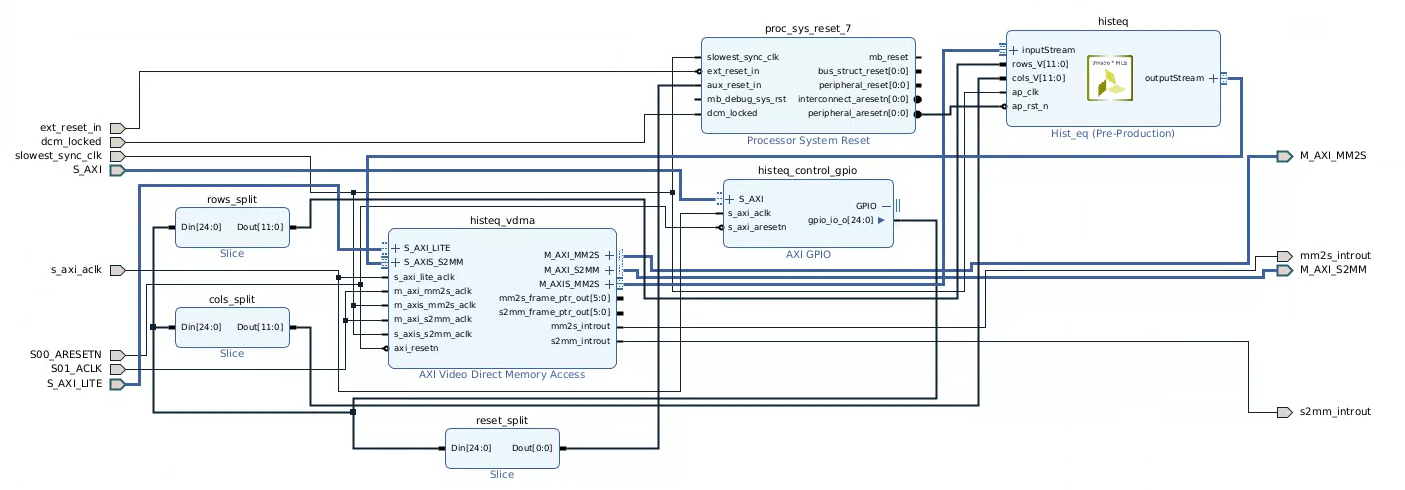 proc_sys_reset_7
slowest_sync_clk
ext_reset_in
aux_reset_in
mb_debug_sys_rst
dcm_locked
mb_reset
bus_struct_reset[0:0]
peripheral_reset[0:0]
interconnect_aresetn[0:0]
peripheral_aresetn[0:0]
Processor System Reset
histeq
inputStream
rows_V[11:0]
cols_V[11:0]
ap_clk
ap_rst_n
Vivado™ HLS
outputStream
Hist_eq (Pre-Production)
ext_reset_in
dcm_locked
slowest_sync_clk
S_AXI
M_AXI_MM2S
histeq_control_gpio
S_AXI
s_axi_aclk
s_axi_aresetn
GPIO
gpio_io_o[24:0]
AXI GPIO
rows_split
Din[24:0]
Dout[11:0]
Slice
histeq_vdma
S_AXI_LITE
S_AXIS_S2MM
s_axi_lite_aclk
m_axi_mm2s_aclk
m_axis_mm2s_aclk
m_axi_s2mm_aclk
s_axis_s2mm_aclk
axi_resetn
M_AXI_MM2S
M_AXI_S2MM
M_AXIS_MM2S
mm2s_frame_ptr_out[5:0]
s2mm_frame_ptr_out[5:0]
mm2s_introut
s2mm_introut
AXI Video Direct Memory Access
s_axi_aclk
mm2s_introut
M_AXI_S2MM
cols_split
Din[24:0]
Dout[11:0]
Slice
S00_ARESETN
S01_ACLK
S_AXI_LITE
s2mm_introut
reset_split
Din[24:0]
Dout[0:0]
Slice